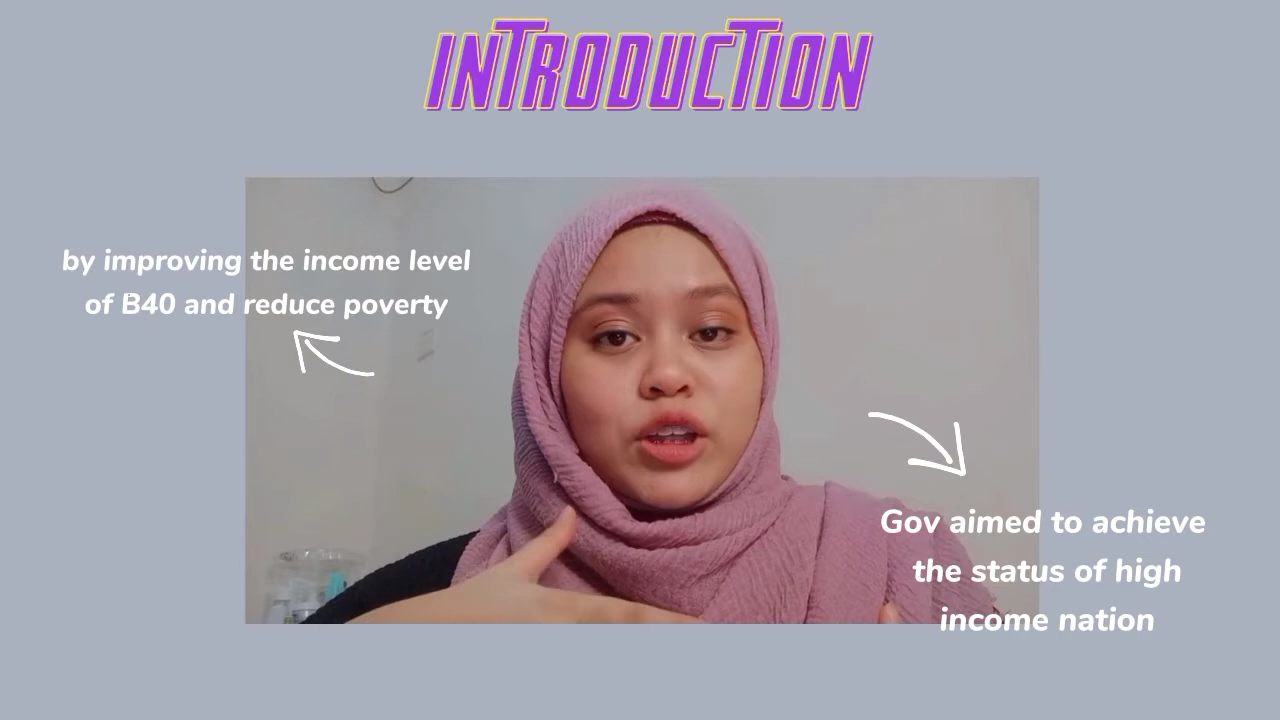 INTRODUCTION
by improving the income level
of B40 and reduce poverty
Gov aimed to achieve
the status of high
income nation